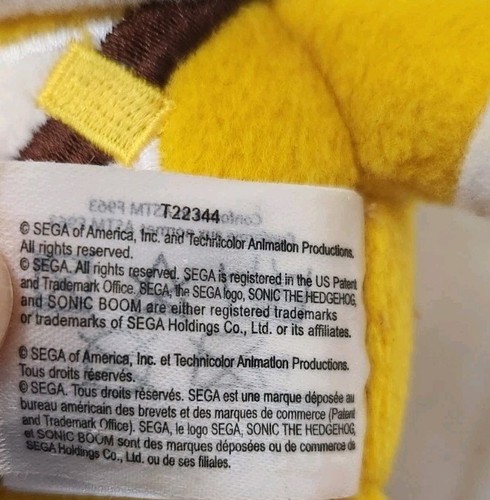 T22344
© SEGA of America, Inc. and Technicolor Animation Productions.
All rights reserved.
© SEGA. All rights reserved. SEGA is registered in the US Patent
and Trademark Office. SEGA, the SEGA logo, SONIC THE HEDGEHOG,
and SONIC BOOM are either registered trademarks
or trademarks of SEGA Holdings Co., Ltd. or its affiliates.
© SEGA of America, Inc. et Technicolor Animation Productions.
Tous droits réservés.
© SEGA. Tous droits réservés. SEGA est une marque déposée au
bureau américain des brevets et des marques de commerce (Patent
and Trademark Office). SEGA, le logo SEGA, SONIC THE HEDGEHOG,
et SONIC BOOM sont des marques déposées ou de commerce de
SEGA Holdings Co., Ltd. ou de ses filiales.